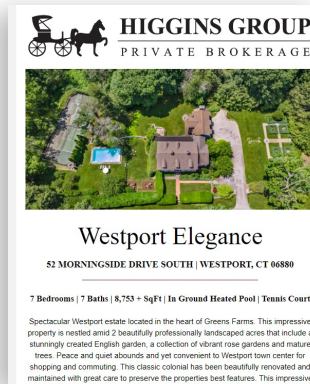 HIGGINS GROUP
PRIVATE BROKERAGE
Westport Elegance
52 MORNINGSIDE DRIVE SOUTH | WESTPORT, CT 06880
7 Bedrooms | 7 Baths | 8,753 + SqFt | In Ground Heated Pool | Tennis Court
Spectacular Westport estate located in the heart of Greens Farms. This impressive
property is nestled amid 2 beautifully professionally landscaped acres that include a
stunningly created English garden, a collection of vibrant rose gardens and mature
trees. Peace and quiet abounds and yet convenient to Westport town center for
shopping and commuting. This classic colonial has been beautifully renovated and
maintained with great care to preserve the properties best features. This impressive